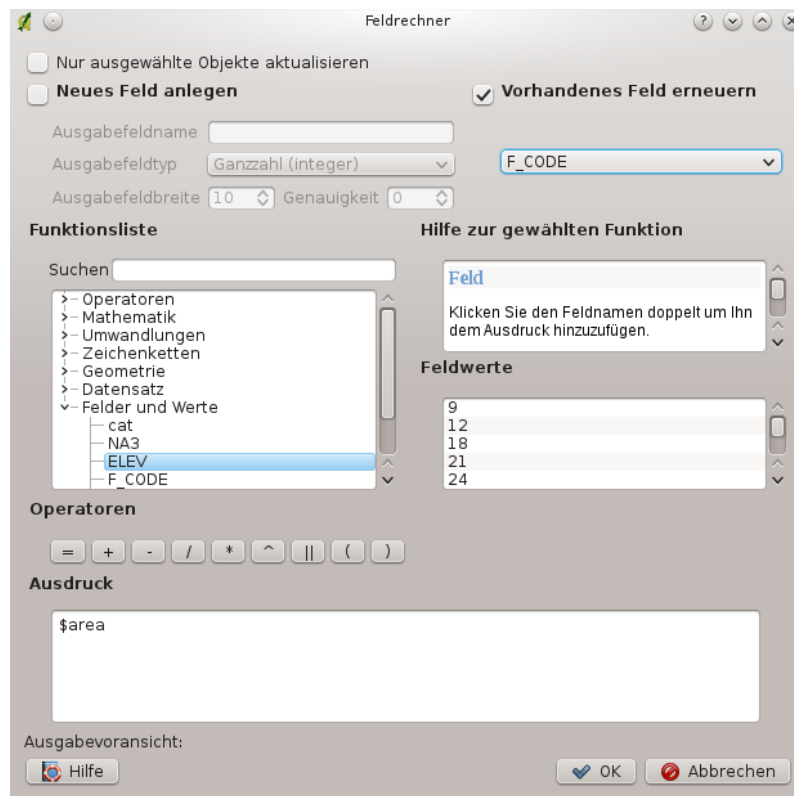 Feldrechner
Nur ausgewählte Objekte aktualisieren
Neues Feld anlegen
Vorhandenes Feld erneuern
Ausgabefeldname
Ausgabefeldtyp Ganzzahl (integer)
F_CODE
Ausgabefeldbreite 10 Genauigkeit 0
Funktionsliste
Hilfe zur gewählten Funktion
Suchen
Operatoren
Mathematik
Umwandlungen
Zeichenketten
Geometrie
Datensatz
Felder und Werte
cat
NA3
ELEV
F_CODE
Feld
Klicken Sie den Feldnamen doppelt um Ihn
dem Ausdruck hinzuzufügen.
Feldwerte
9
12
18
21
24
Operatoren
= + - / * ^ || ( )
Ausdruck
$area
Ausgabevoransicht:
Hilfe
OK
Abbrechen